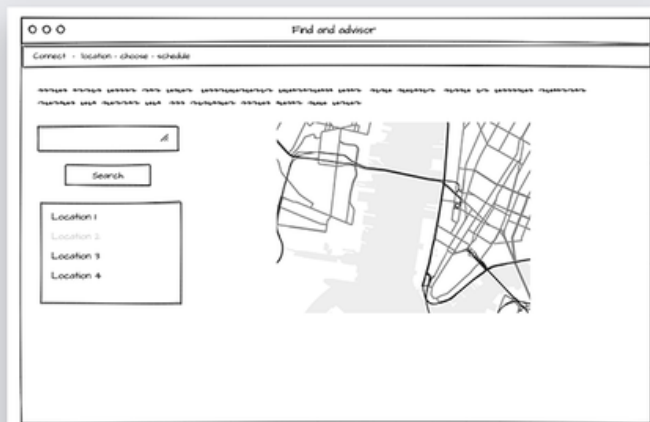 Find and advisor
Connect - location - choose - schedule
Search
Location 1
Location 2
Location 3
Location 4